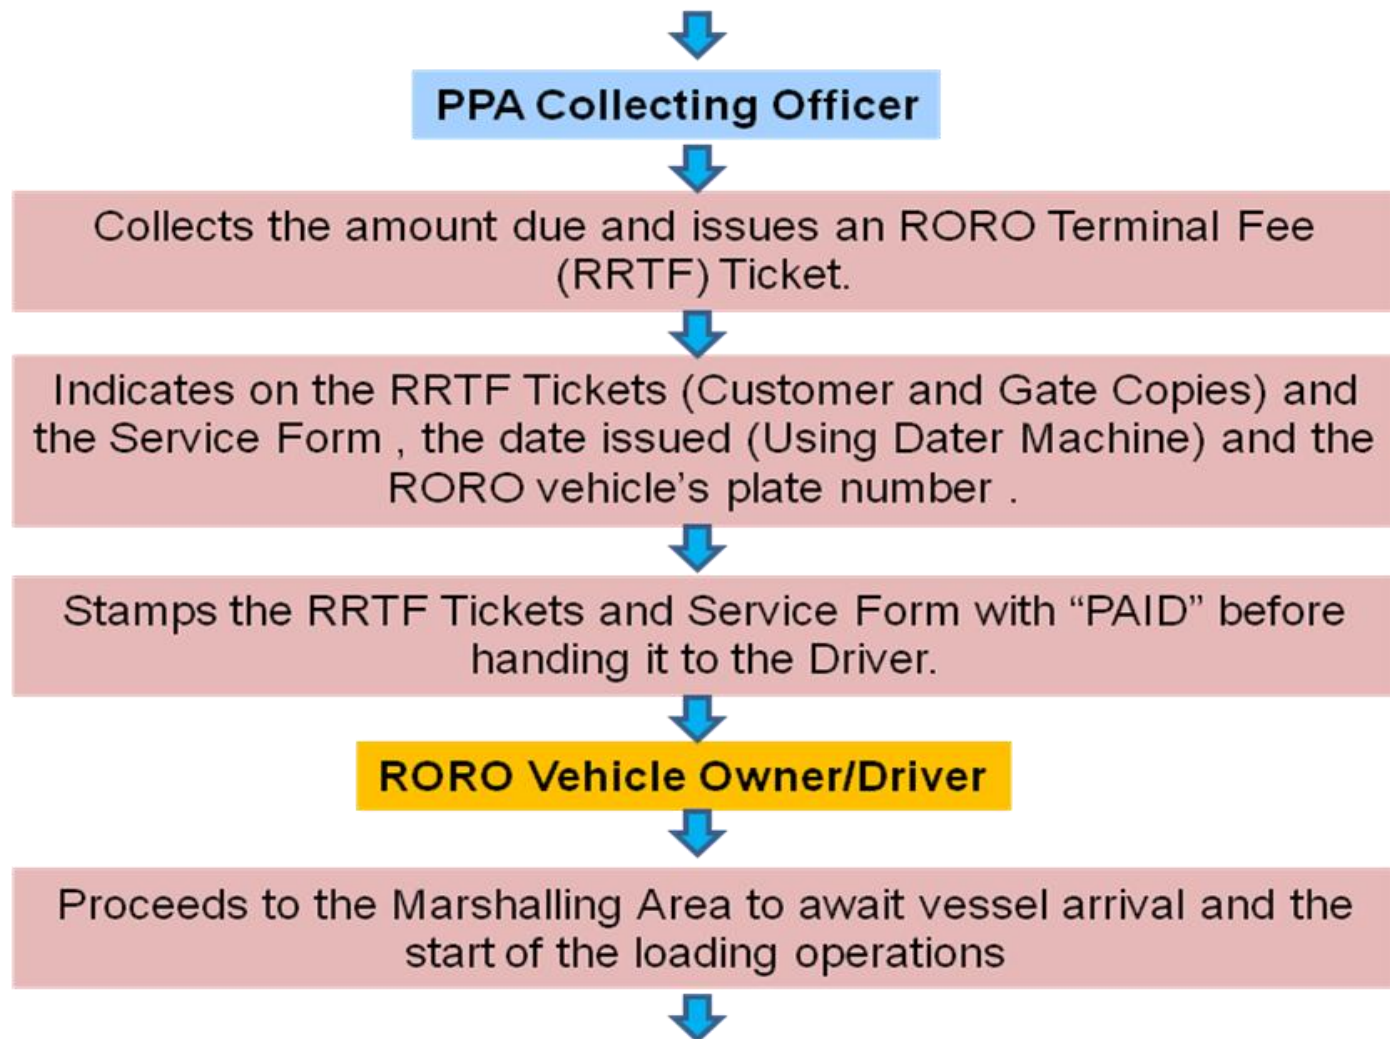 PPA Collecting Officer
Collects the amount due and issues an RORO Terminal Fee
(RRTF) Ticket.
Indicates on the RRTF Tickets (Customer and Gate Copies) and
the Service Form , the date issued (Using Dater Machine) and the
RORO vehicle’s plate number .
Stamps the RRTF Tickets and Service Form with “PAID” before
handing it to the Driver.
RORO Vehicle Owner/Driver
Proceeds to the Marshalling Area to await vessel arrival and the
start of the loading operations